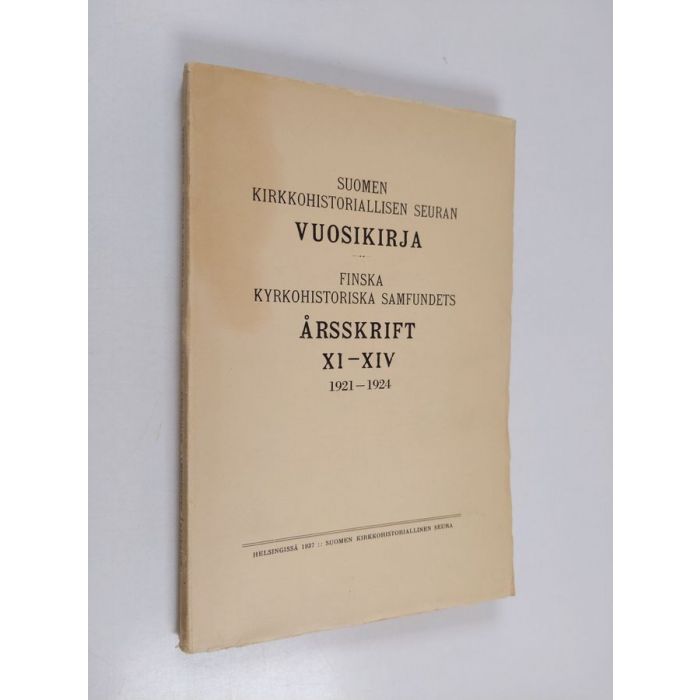 SUOMEN
KIRKKOHISTORIALLISEN SEURAN
VUOSIKIRJA
FINSKA
KYRKOHISTORISKA SAMFUNDETS
ÅRSSKRIFT
XI—XIV
1921—1924
HELSINGISSÄ 1927 :: SUOMEN KIRKKOHISTORIALLINEN SEURA